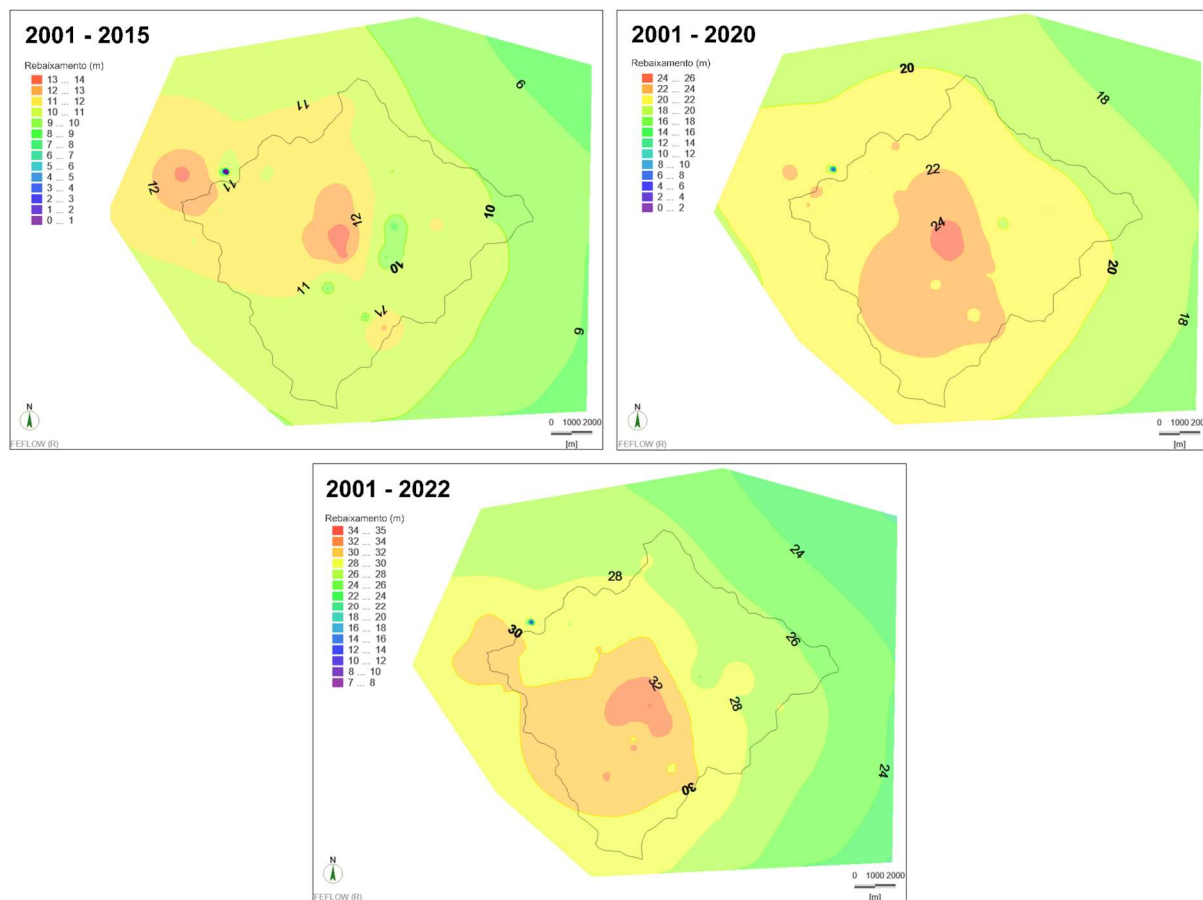 2001 - 2015
Rebaixamento (m)
13 ... 14
12 ... 13
11 ... 12
10 ... 11
9 ... 10
8 ... 9
7 ... 8
6 ... 7
5 ... 6
4 ... 5
3 ... 4
2 ... 3
1 ... 2
0 ... 1
11
9
12
11
12
10
10
11
11
9
N
FEFLOW (R)
0 1000 2000
[m]
2001 - 2020
Rebaixamento (m)
24 ... 26
22 ... 24
20 ... 22
18 ... 20
16 ... 18
14 ... 16
12 ... 14
10 ... 12
8 ... 10
6 ... 8
4 ... 6
2 ... 4
0 ... 2
20
18
22
24
20
18
N
FEFLOW (R)
0 1000 200
[m]
2001 - 2022
Rebaixamento (m)
34 ... 35
32 ... 34
30 ... 32
28 ... 30
26 ... 28
24 ... 26
22 ... 24
20 ... 22
18 ... 20
16 ... 18
14 ... 16
12 ... 14
10 ... 12
8 ... 10
7 ... 8
24
28
30
26
32
28
24
30
N
FEFLOW (R)
0 1000 2000
[m]